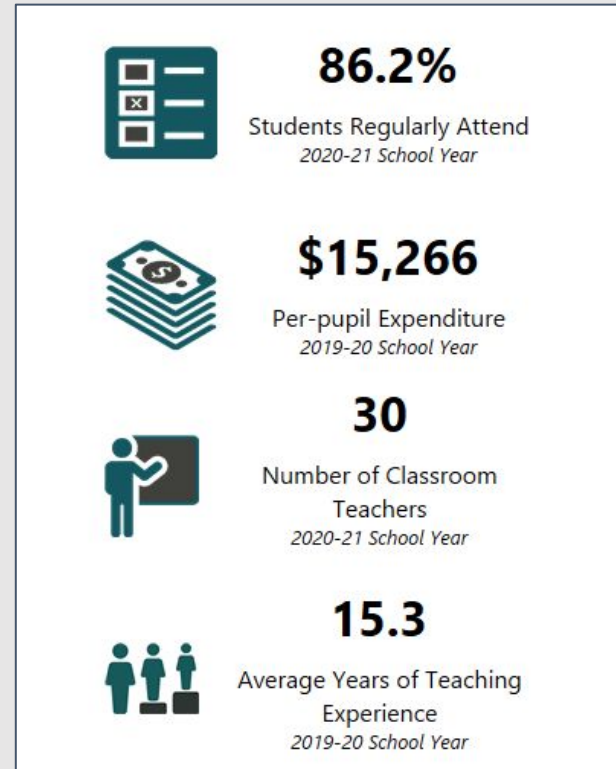 86.2%
Students Regularly Attend
2020-21 School Year
$15,266
Per-pupil Expenditure
2019-20 School Year
30
Number of Classroom
Teachers
2020-21 School Year
15.3
Average Years of Teaching
Experience
2019-20 School Year